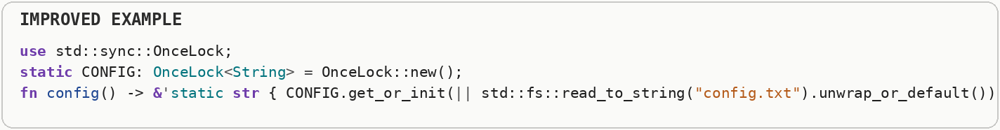 IMPROVED EXAMPLE
use std::sync::OnceLock;
static CONFIG: OnceLock<String> = OnceLock::new();
fn config() -> &'static str { CONFIG.get_or_init(|| std::fs::read_to_string("config.txt").unwrap_or_default())